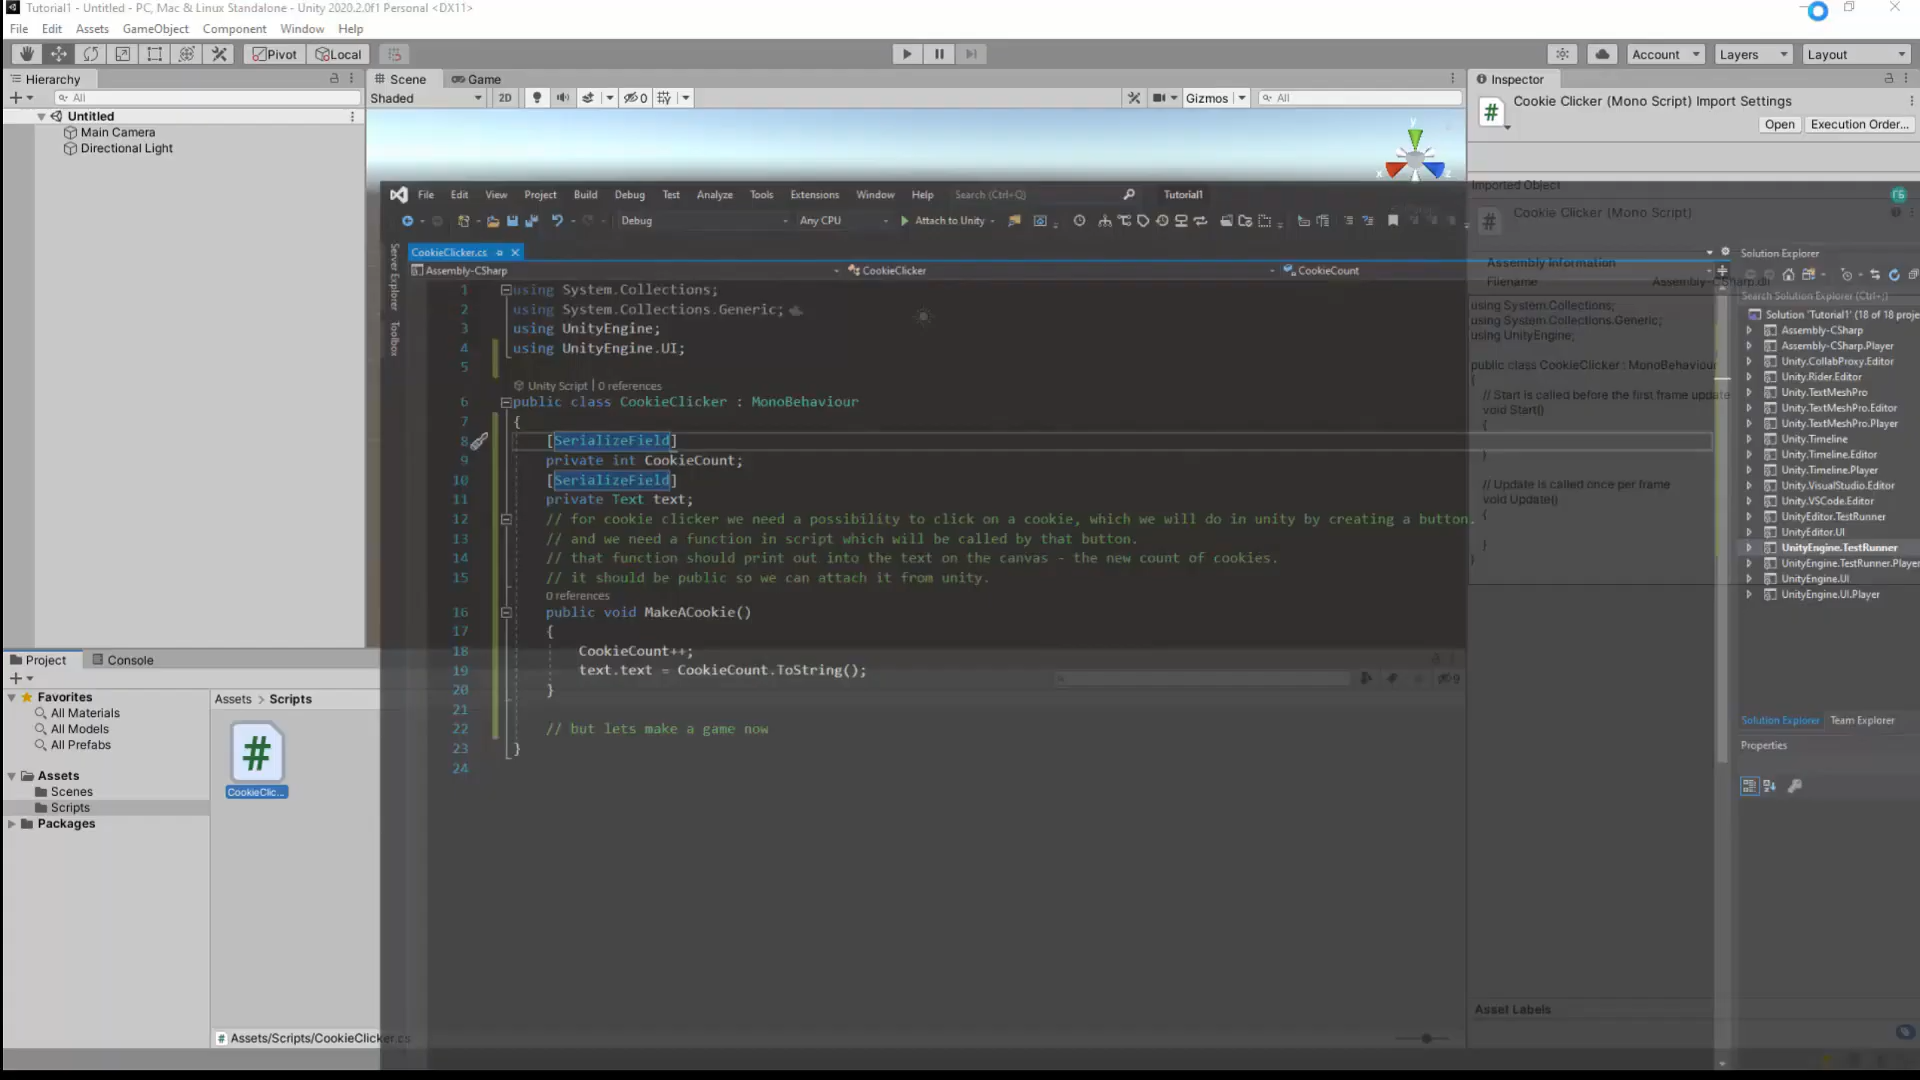 Tutorial1 - Untitled - PC, Mac & Linux Standalone - Unity 2020.2.0f1 Personal <DX11>
File Edit Assets GameObject Component Window Help
Pivot Local Account Layers Layout
Hierarchy
Scene Game
Inspector
All
Shaded 2D 0 Gizmos All
Cookie Clicker (Mono Script) Import Settings
Open Execution Order...
Untitled
Main Camera
Directional Light
Imported Object
Cookie Clicker (Mono Script)
Assembly Information
Filename Assembly-CSharp.dll
using System.Collections;
using System.Collections.Generic;
using UnityEngine;
public class CookieClicker : MonoBehaviour
{
// Start is called before the first frame update
void Start()
{
}
// Update is called once per frame
void Update()
{
}
}
Asset Labels
File Edit View Project Build Debug Test Analyze Tools Extensions Window Help Search (Ctrl+Q) Tutorial1
Debug Any CPU Attach to Unity
Server Explorer
Toolbox
CookieClicker.cs
Assembly-CSharp CookieClicker CookieCount
1 using System.Collections;
2 using System.Collections.Generic;
3 using UnityEngine;
4 using UnityEngine.UI;
5
Unity Script | 0 references
6 public class CookieClicker : MonoBehaviour
7 {
8 [SerializeField]
9 private int CookieCount;
10 [SerializeField]
11 private Text text;
12 // for cookie clicker we need a possibility to click on a cookie, which we will do in unity by creating a button.
13 // and we need a function in script which will be called by that button.
14 // that function should print out into the text on the canvas - the new count of cookies.
15 // it should be public so we can attach it from unity.
0 references
16 public void MakeACookie()
17 {
18 CookieCount++;
19 text.text = CookieCount.ToString();
20 }
21
22 // but lets make a game now
23 }
24
Solution Explorer
Search Solution Explorer (Ctrl+;)
Solution 'Tutorial1' (18 of 18 proje
Assembly-CSharp
Assembly-CSharp.Player
Unity.CollabProxy.Editor
Unity.Rider.Editor
Unity.TextMeshPro
Unity.TextMeshPro.Editor
Unity.TextMeshPro.Player
Unity.Timeline
Unity.Timeline.Editor
Unity.Timeline.Player
Unity.VisualStudio.Editor
Unity.VSCode.Editor
UnityEditor.TestRunner
UnityEditor.UI
UnityEngine.TestRunner
UnityEngine.TestRunner.Player
UnityEngine.UI
UnityEngine.UI.Player
Solution Explorer Team Explorer
Properties
Project Console
Favorites
All Materials
All Models
All Prefabs
Assets
Scenes
Scripts
Packages
Assets > Scripts
#
CookieClic...
Assets/Scripts/CookieClicker.cs